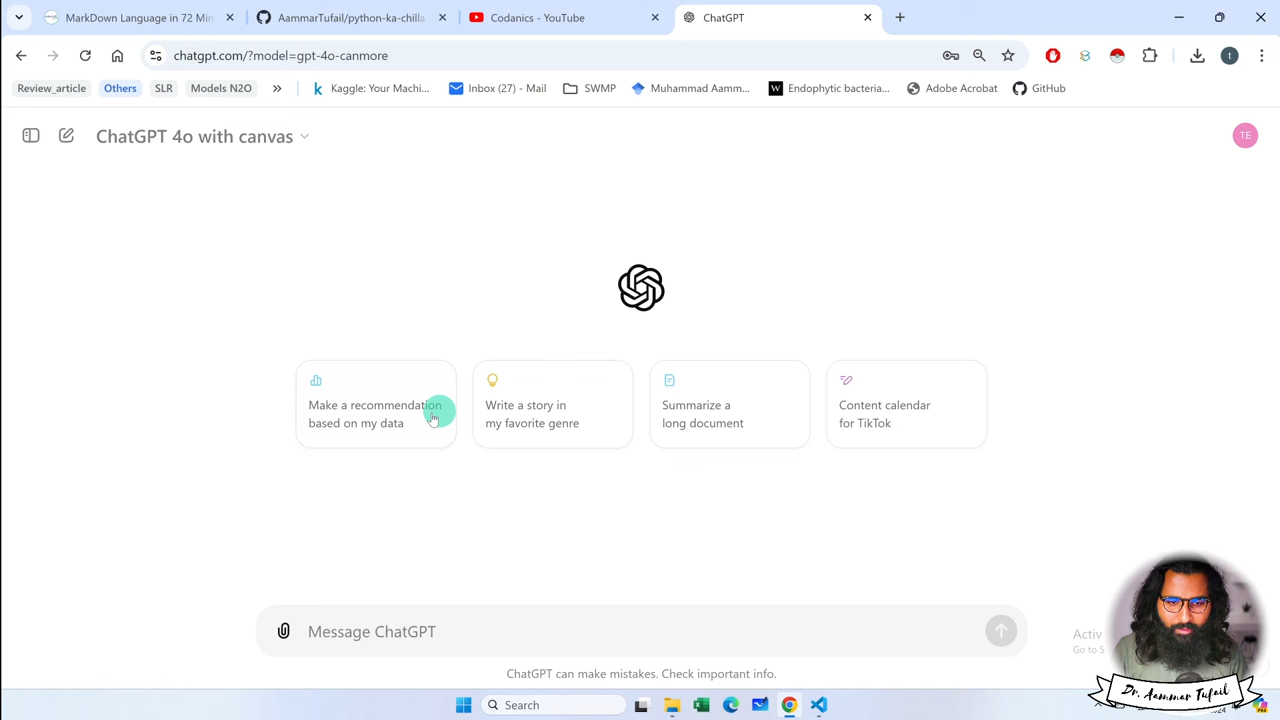 MarkDown Language in 72 Min
AammarTufail/python-ka-chilla
Codanics - YouTube
ChatGPT
chatgpt.com/?model=gpt-4o-canmore
Review_article
Others
SLR
Models N2O
»
Kaggle: Your Machi...
Inbox (27) - Mail
SWMP
Muhammad Aamm...
Endophytic bacteria...
Adobe Acrobat
GitHub
ChatGPT 4o with canvas
TE
Make a recommendation
based on my data
Write a story in
my favorite genre
Summarize a
long document
Content calendar
for TikTok
Message ChatGPT
ChatGPT can make mistakes. Check important info.
Activ
Go to S
Dr. Aammar Tufail
Search